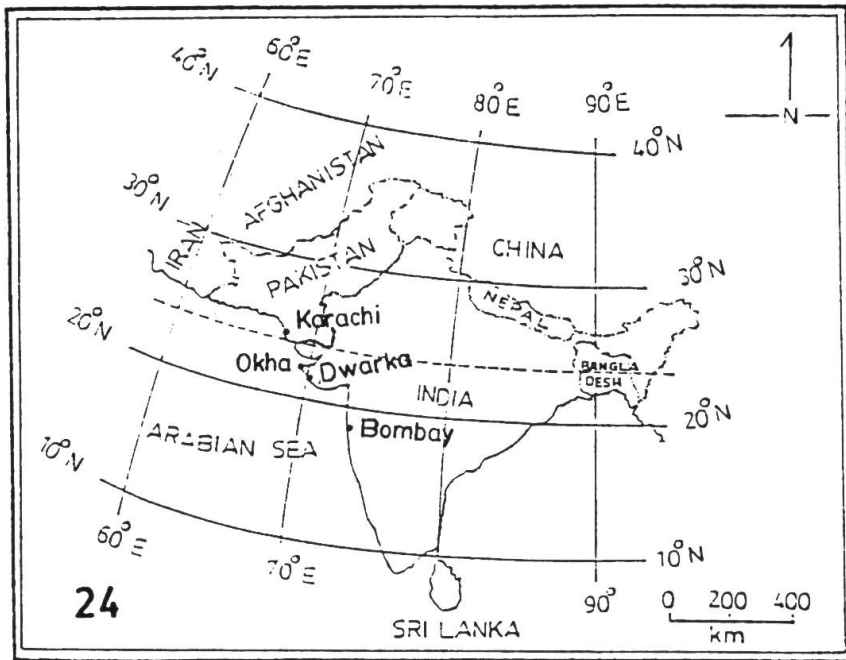 40°N
60°E
70°E
80°E
90°E
N
40°N
30°N
AFGHANISTAN
IRAN
PAKISTAN
CHINA
30°N
NEPAL
20°N
Karachi
Okha
Dwarka
BANGLA
DESH
INDIA
20°N
Bombay
ARABIAN SEA
10°N
10°N
60°E
70°E
90°
24
SRI LANKA
0 200 400
km